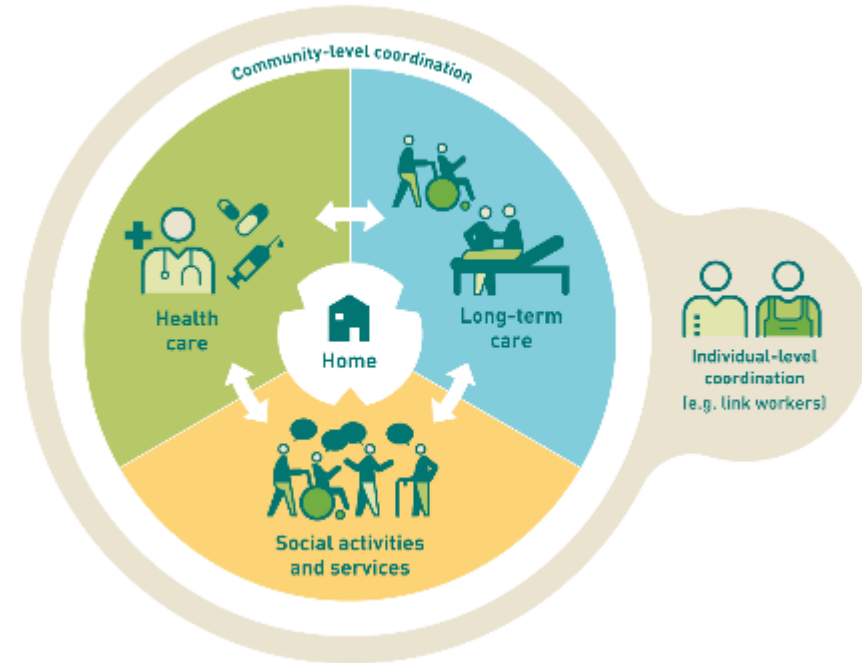 Community-level coordination
Health
care
Long-term
care
Home
Social activities
and services
Individual-level
coordination
(e.g. link workers)